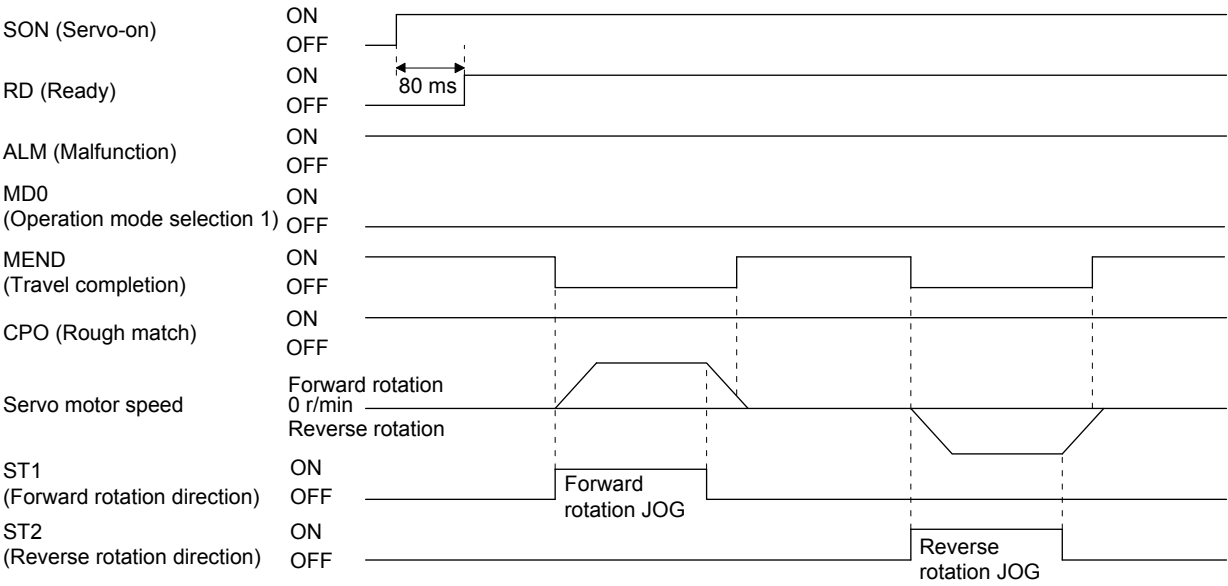 SON (Servo-on)
ON
OFF
RD (Ready)
ON
OFF
80 ms
ALM (Malfunction)
ON
OFF
MD0
(Operation mode selection 1)
ON
OFF
MEND
(Travel completion)
ON
OFF
CPO (Rough match)
ON
OFF
Servo motor speed
Forward rotation
0 r/min
Reverse rotation
ST1
(Forward rotation direction)
ON
OFF
Forward
rotation JOG
ST2
(Reverse rotation direction)
ON
OFF
Reverse
rotation JOG